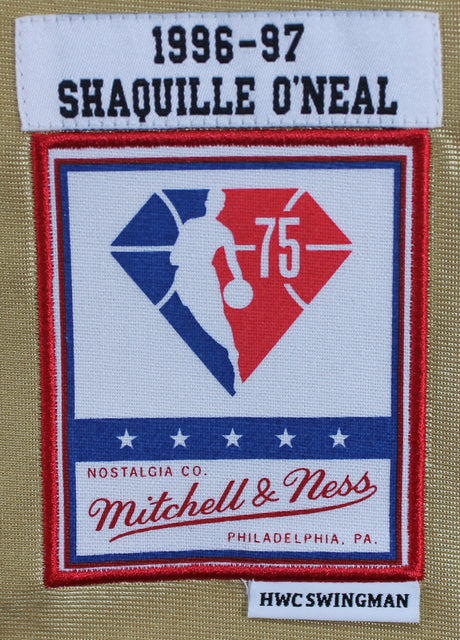 1996-97
SHAQUILLE O'NEAL
75
NOSTALGIA CO.
Mitchell & Ness
PHILADELPHIA, PA.
HWC SWINGMAN